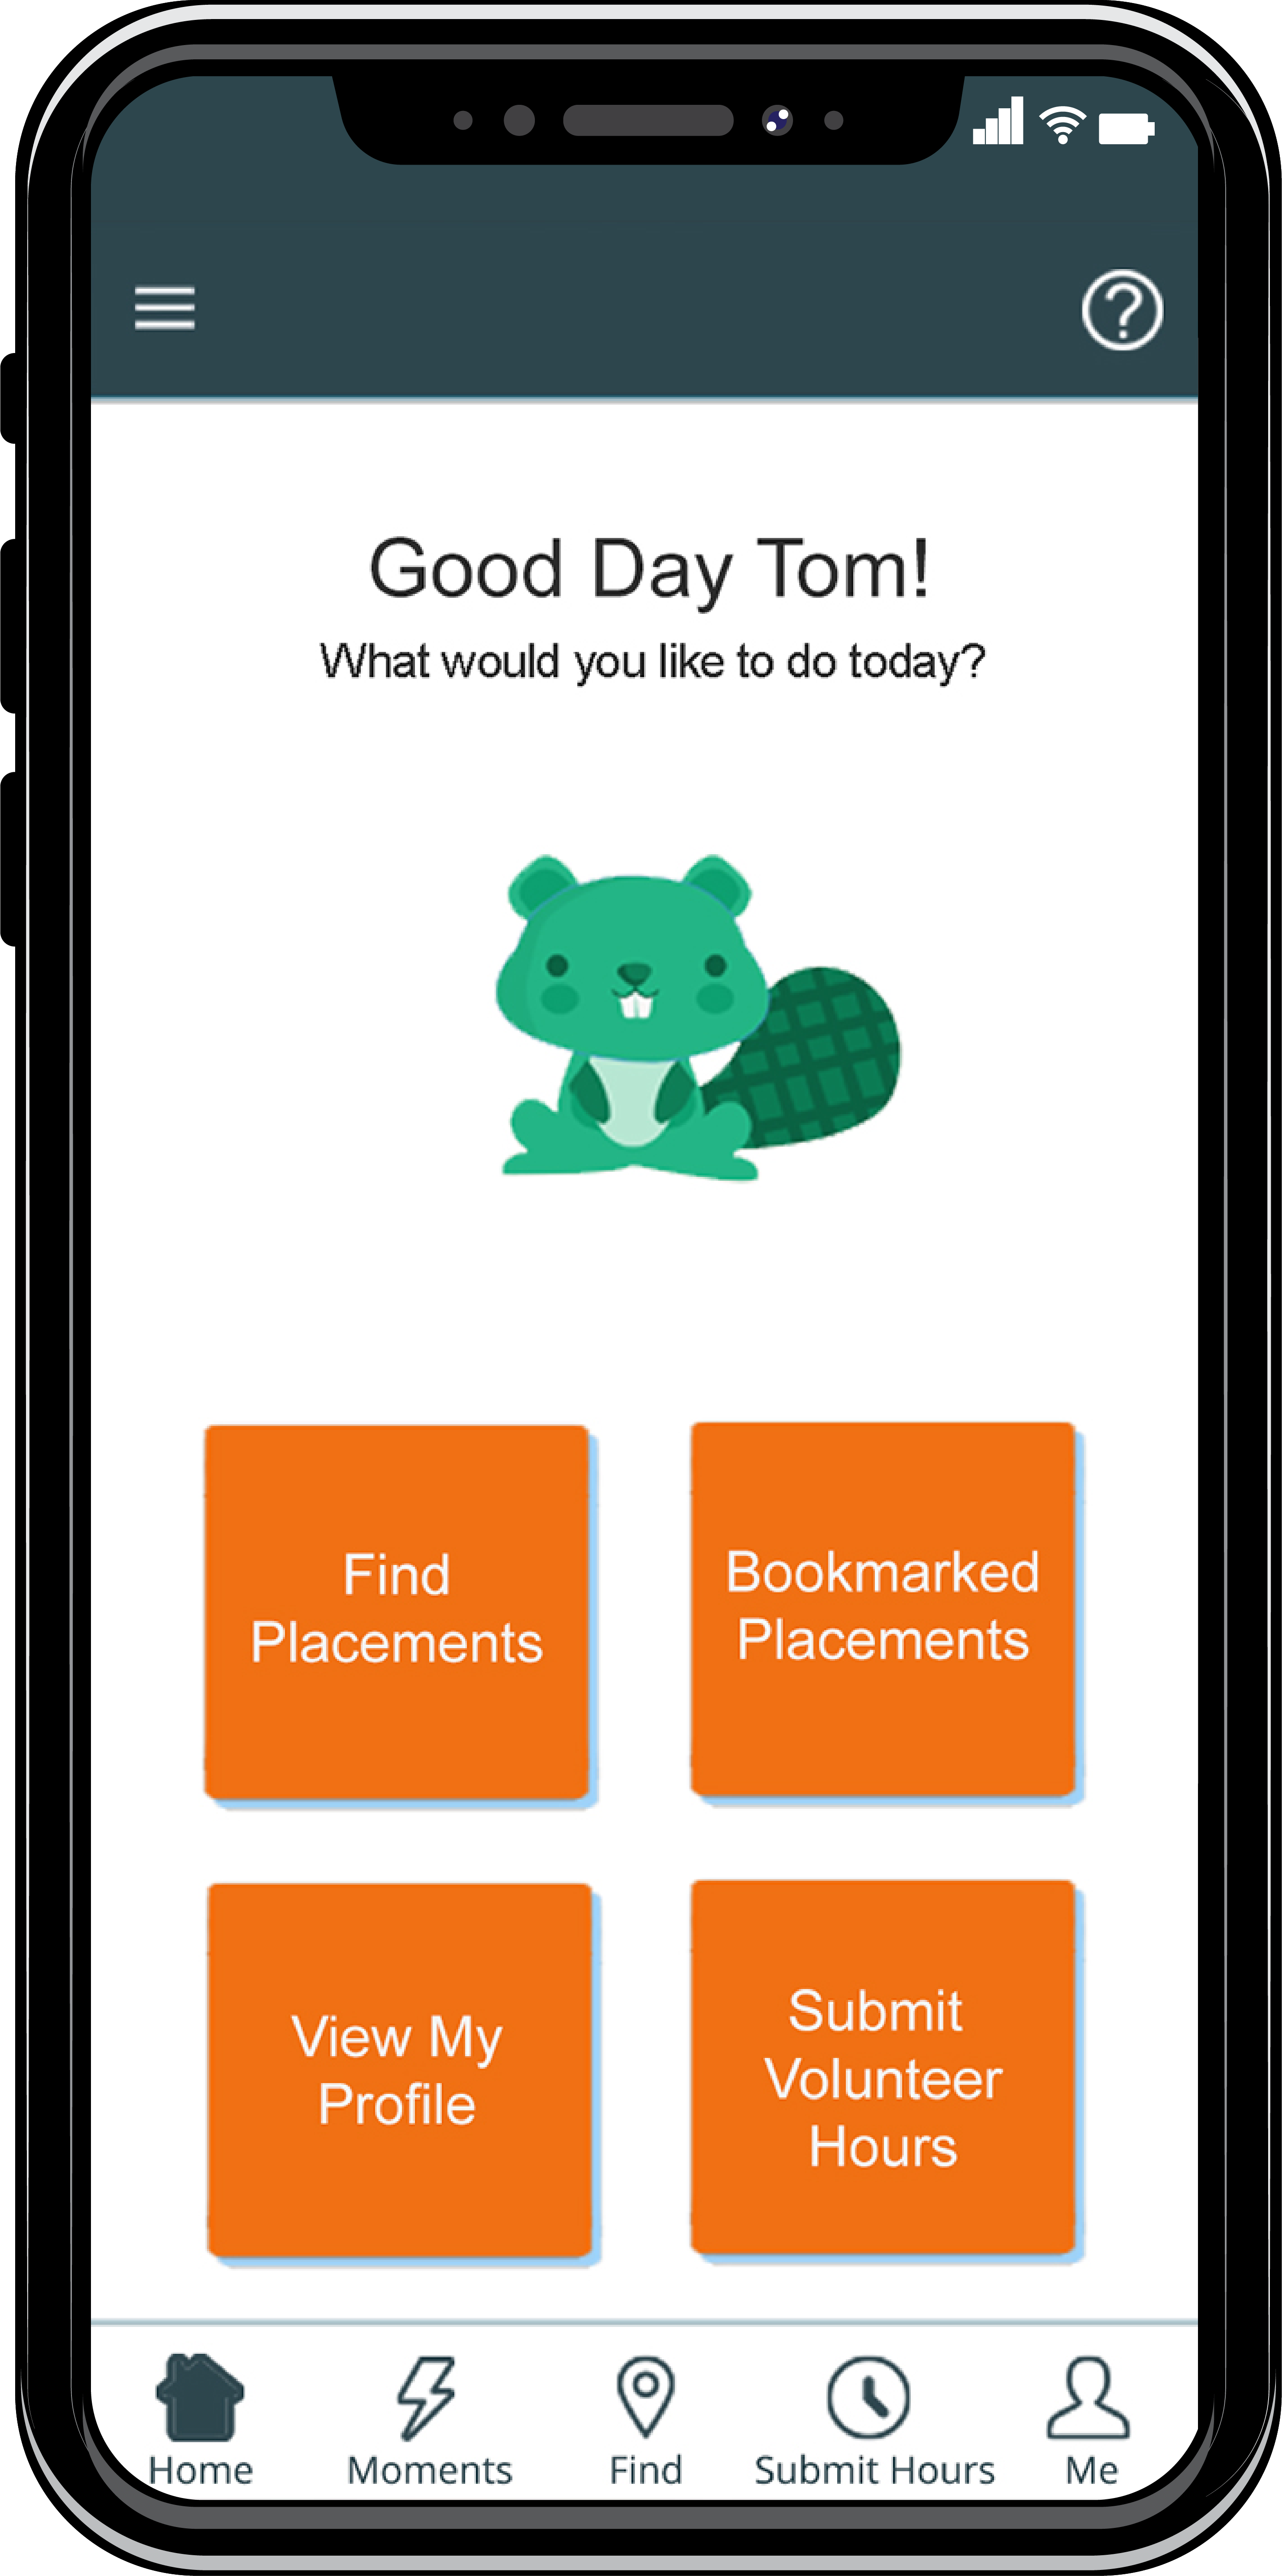 Good Day Tom!
What would you like to do today?
Find
Placements
Bookmarked
Placements
View My
Profile
Submit
Volunteer
Hours
Home
Moments
Find
Submit Hours
Me